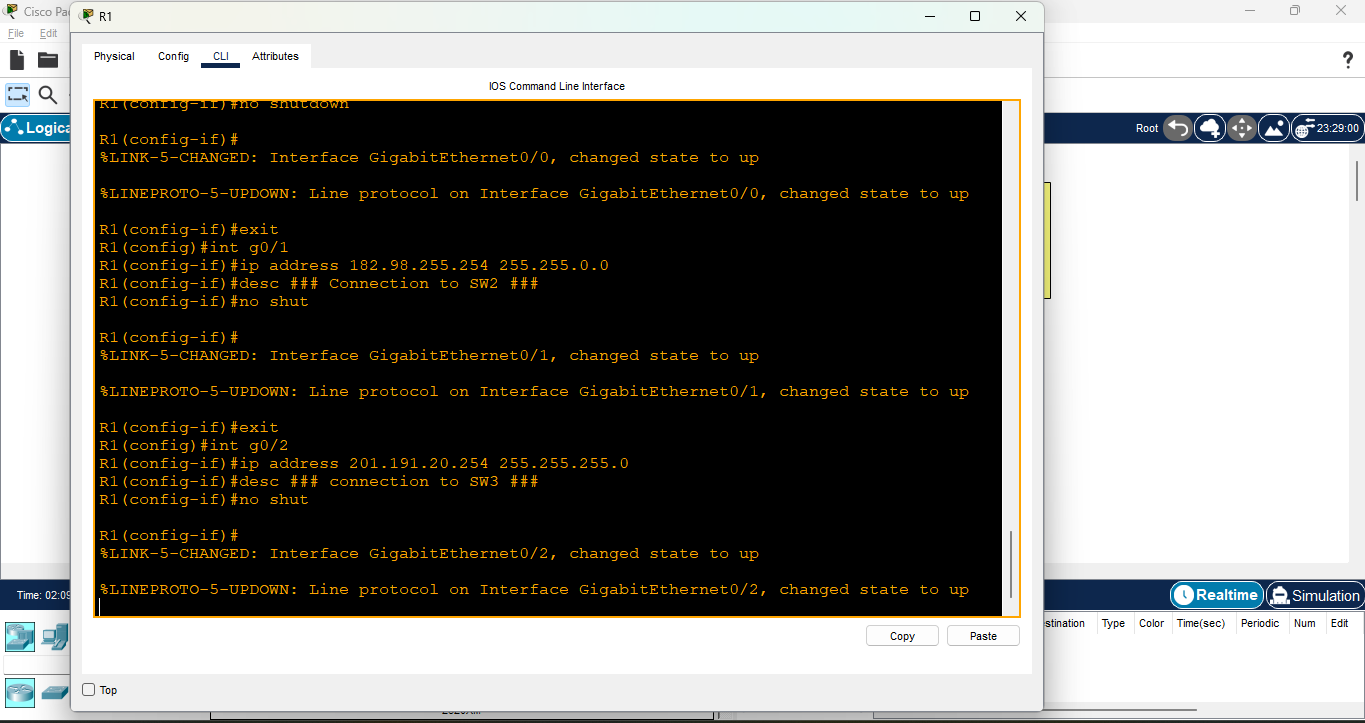 Cisco Pa
R1
File
Edit
Physical
Config
CLI
Attributes
?
IOS Command Line Interface
Logica
Root
23:29:00
R1(config-if)#no shutdown
R1(config-if)#
%LINK-5-CHANGED: Interface GigabitEthernet0/0, changed state to up
%LINEPROTO-5-UPDOWN: Line protocol on Interface GigabitEthernet0/0, changed state to up
R1(config-if)#exit
R1(config)#int g0/1
R1(config-if)#ip address 182.98.255.254 255.255.0.0
R1(config-if)#desc ### Connection to SW2 ###
R1(config-if)#no shut
R1(config-if)#
%LINK-5-CHANGED: Interface GigabitEthernet0/1, changed state to up
%LINEPROTO-5-UPDOWN: Line protocol on Interface GigabitEthernet0/1, changed state to up
R1(config-if)#exit
R1(config)#int g0/2
R1(config-if)#ip address 201.191.20.254 255.255.255.0
R1(config-if)#desc ### connection to SW3 ###
R1(config-if)#no shut
R1(config-if)#
%LINK-5-CHANGED: Interface GigabitEthernet0/2, changed state to up
%LINEPROTO-5-UPDOWN: Line protocol on Interface GigabitEthernet0/2, changed state to up
Time: 02:09
Realtime
Simulation
stination
Type
Color
Time(sec)
Periodic
Num
Edit
Copy
Paste
Top